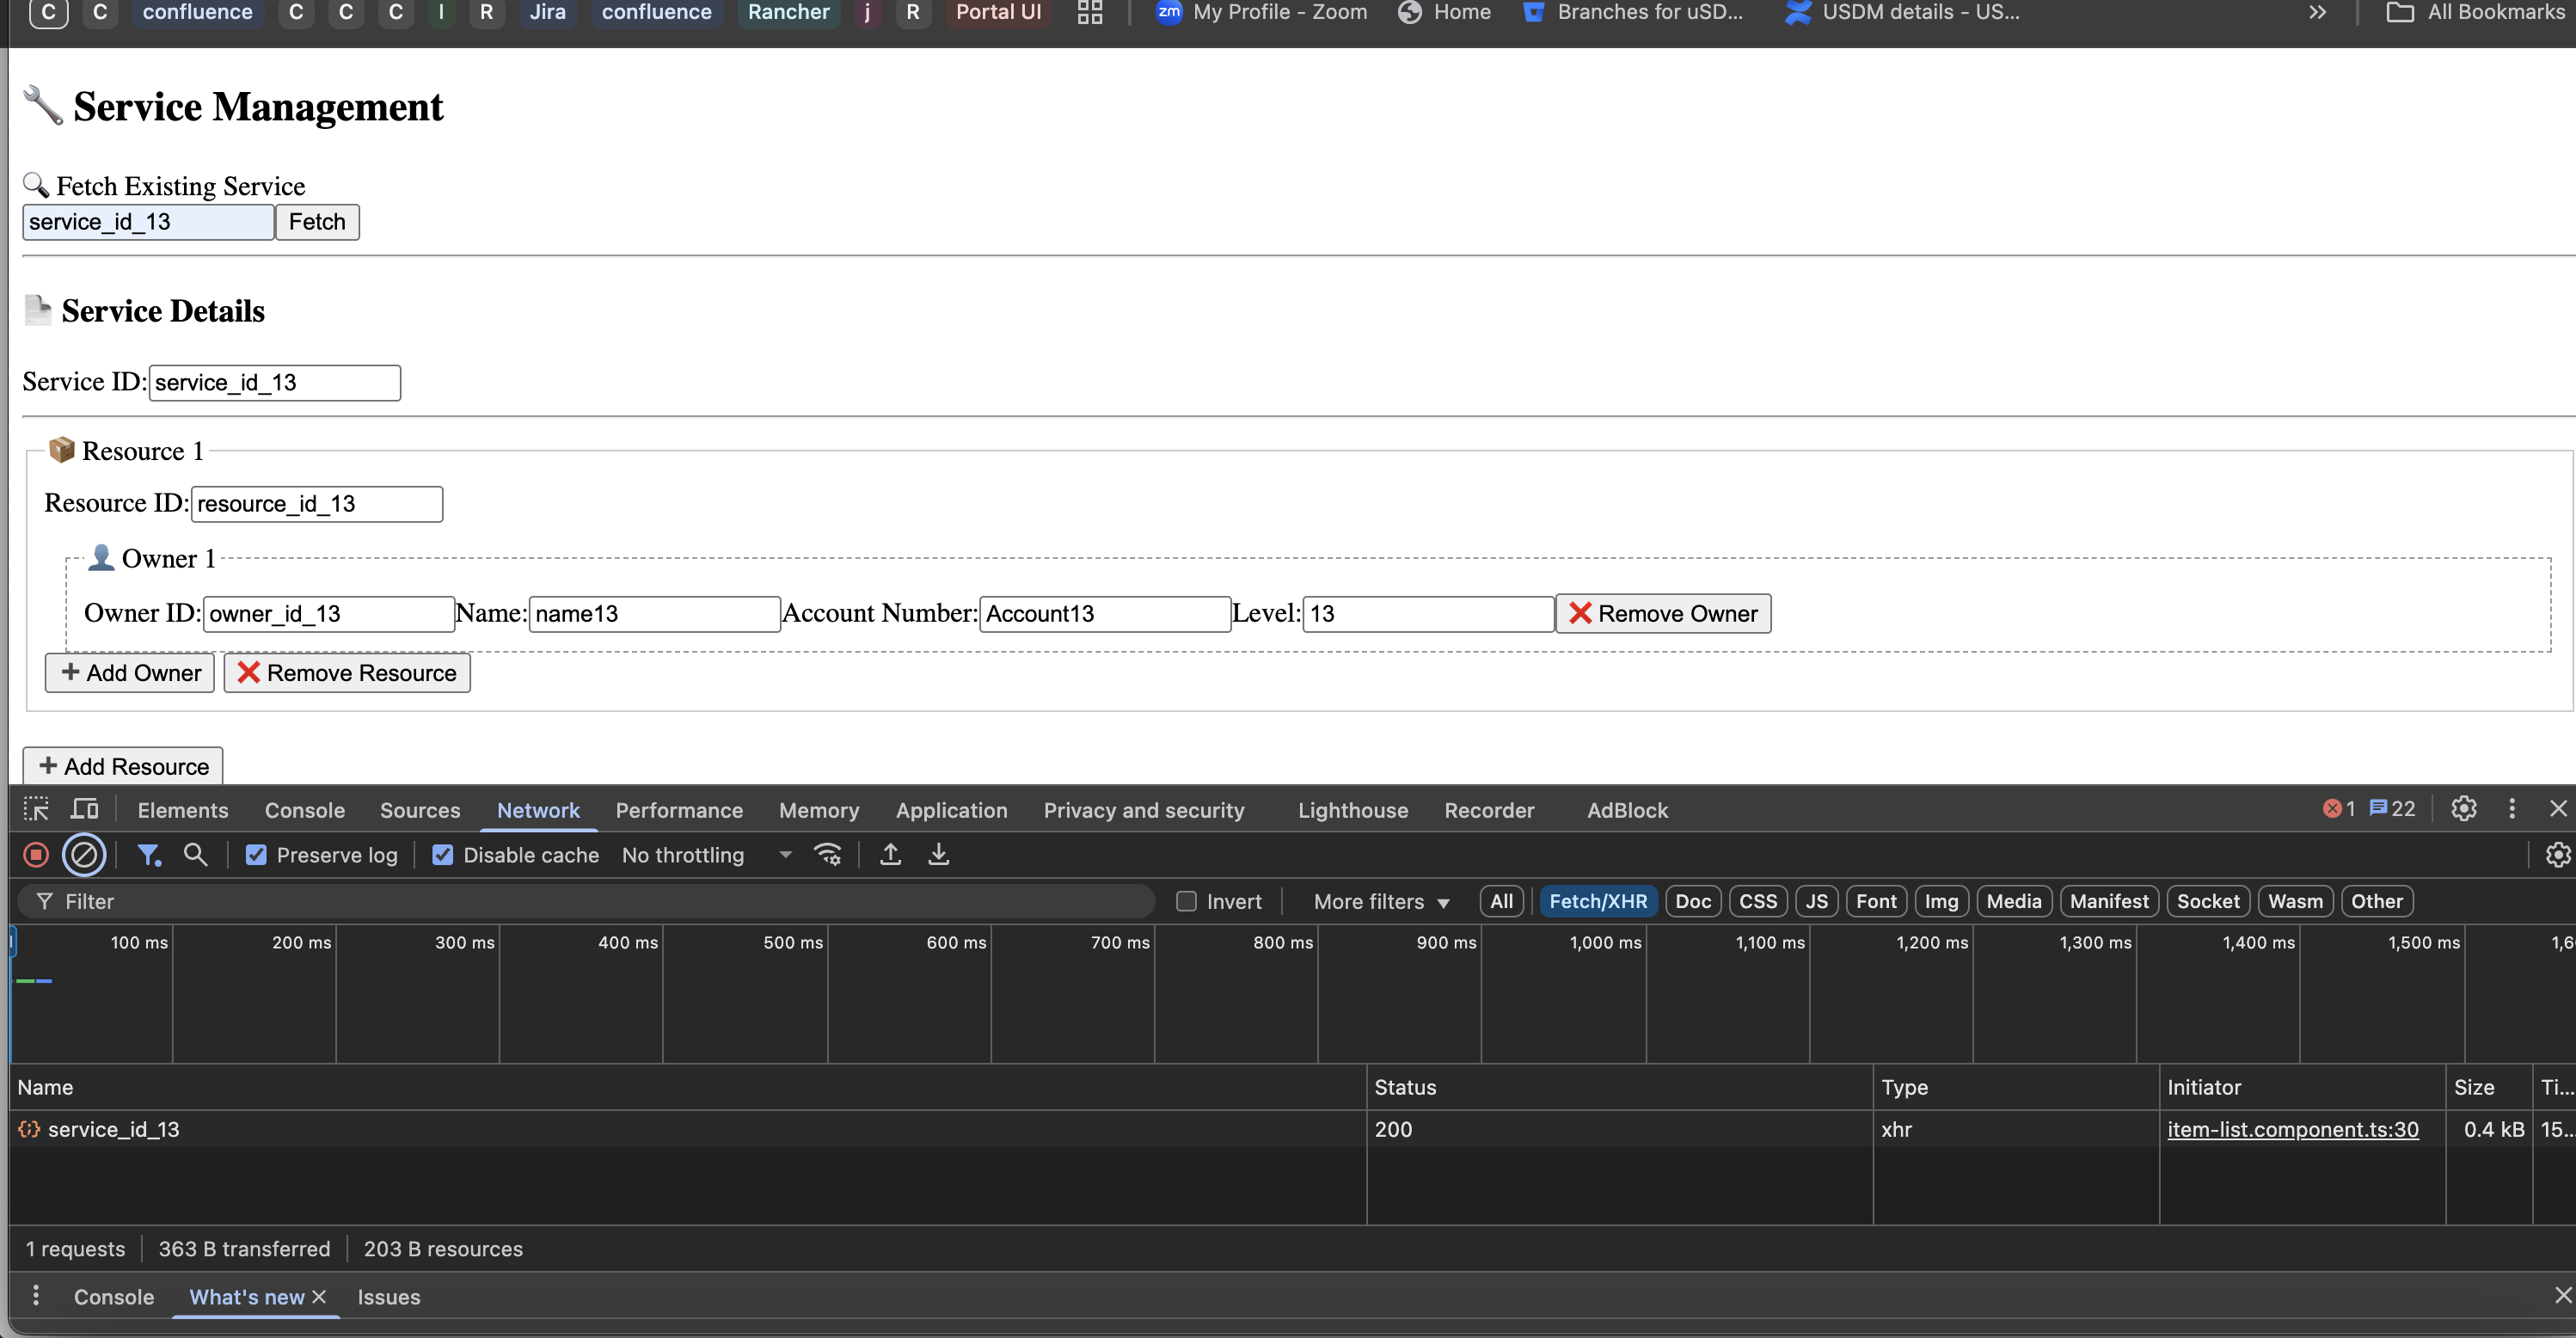 C C confluence C C C I R Jira confluence Rancher j R Portal UI My Profile - Zoom Home Branches for uSD... USDM details - US... All Bookmarks
Service Management
Fetch Existing Service
service_id_13 Fetch
Service Details
Service ID: service_id_13
Resource 1
Resource ID: resource_id_13
Owner 1
Owner ID: owner_id_13 Name: name13 Account Number: Account13 Level: 13 Remove Owner
Add Owner Remove Resource
Add Resource
Elements Console Sources Network Performance Memory Application Privacy and security Lighthouse Recorder AdBlock 1 22
Preserve log Disable cache No throttling
Filter Invert More filters All Fetch/XHR Doc CSS JS Font Img Media Manifest Socket Wasm Other
100 ms 200 ms 300 ms 400 ms 500 ms 600 ms 700 ms 800 ms 900 ms 1,000 ms 1,100 ms 1,200 ms 1,300 ms 1,400 ms 1,500 ms 1,6
Name Status Type Initiator Size Ti...
service_id_13 200 xhr item-list.component.ts:30 0.4 kB 15...
1 requests 363 B transferred 203 B resources
Console What's new Issues